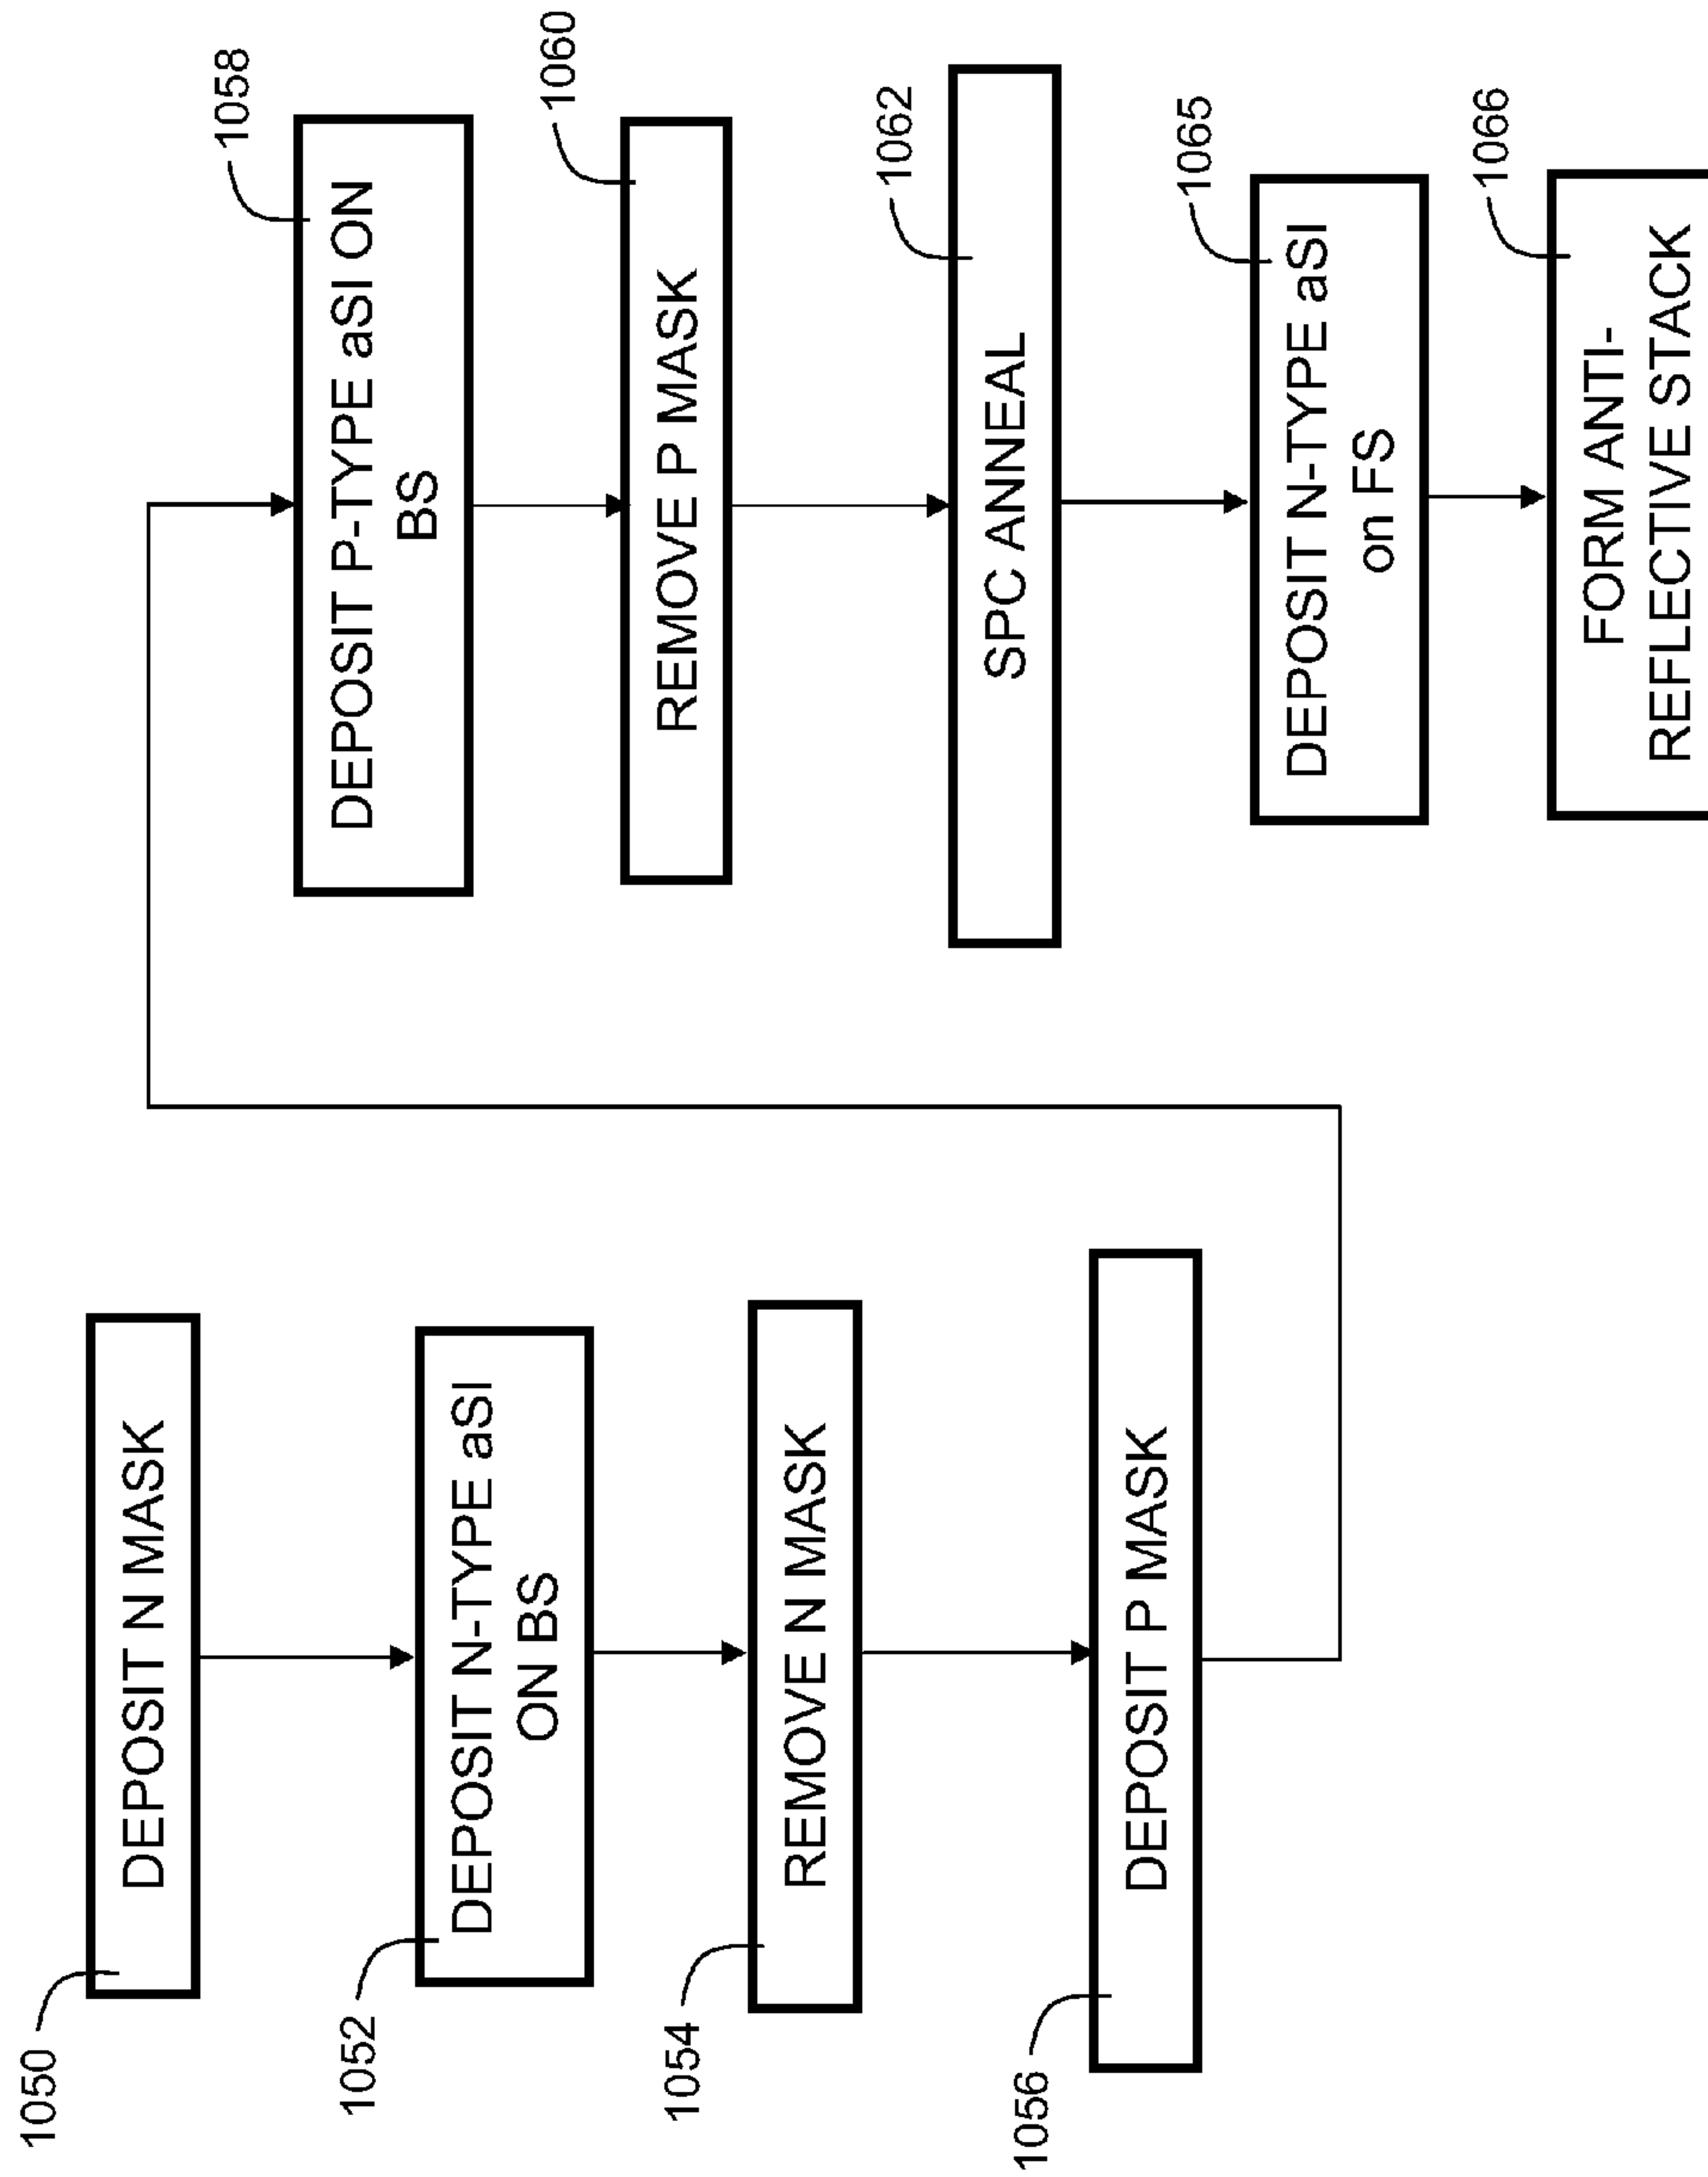 1050
DEPOSIT N MASK
1052
DEPOSIT N-TYPE aSI
ON BS
1054
REMOVE N MASK
1056
DEPOSIT P MASK
1058
DEPOSIT P-TYPE aSI ON
BS
1060
REMOVE P MASK
1062
SPC ANNEAL
1065
DEPOSIT N-TYPE aSI
on FS
1066
FORM ANTI-
REFLECTIVE STACK